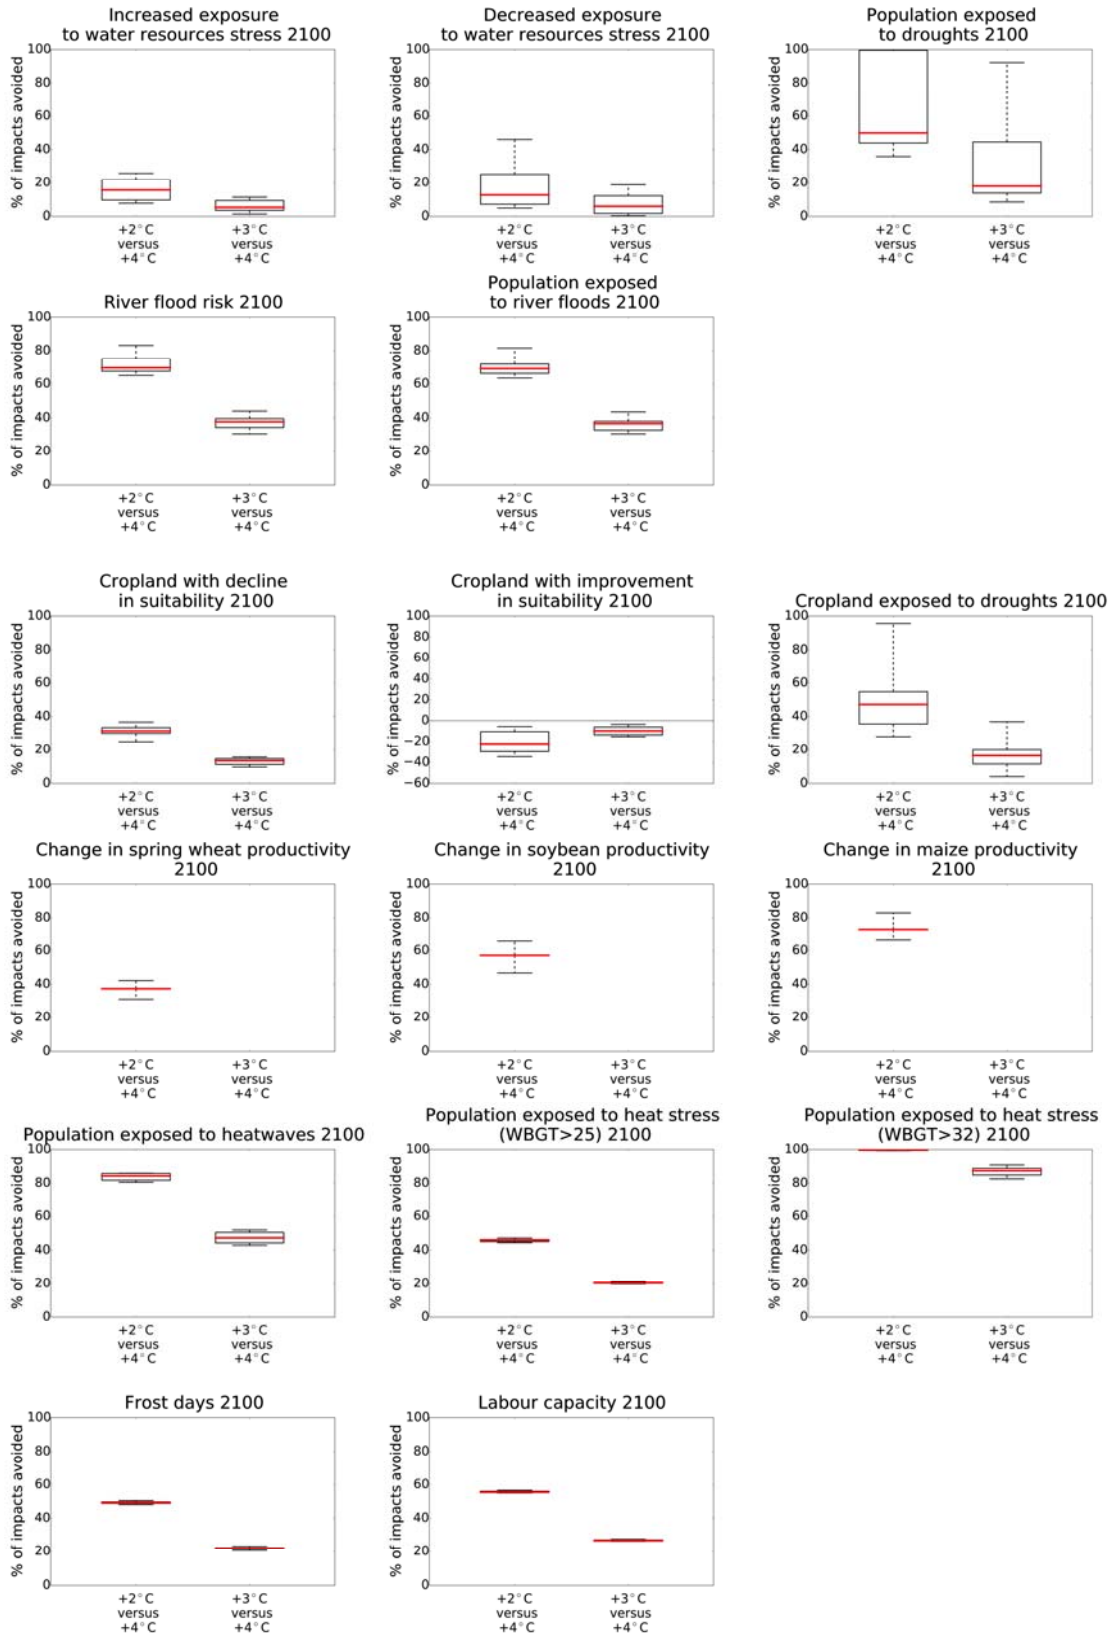 Increased exposure
to water resources stress 2100
Decreased exposure
to water resources stress 2100
Population exposed
to droughts 2100
% of impacts avoided
100
80
60
40
20
0
+2°C
versus
+4°C
+3°C
versus
+4°C
% of impacts avoided
100
80
60
40
20
0
+2°C
versus
+4°C
+3°C
versus
+4°C
% of impacts avoided
100
80
60
40
20
0
+2°C
versus
+4°C
+3°C
versus
+4°C
River flood risk 2100
Population exposed
to river floods 2100
% of impacts avoided
100
80
60
40
20
0
+2°C
versus
+4°C
+3°C
versus
+4°C
% of impacts avoided
100
80
60
40
20
0
+2°C
versus
+4°C
+3°C
versus
+4°C
Cropland with decline
in suitability 2100
Cropland with improvement
in suitability 2100
Cropland exposed to droughts 2100
% of impacts avoided
100
80
60
40
20
0
+2°C
versus
+4°C
+3°C
versus
+4°C
% of impacts avoided
100
80
60
40
20
0
−20
−40
−60
+2°C
versus
+4°C
+3°C
versus
+4°C
% of impacts avoided
100
80
60
40
20
0
+2°C
versus
+4°C
+3°C
versus
+4°C
Change in spring wheat productivity
2100
Change in soybean productivity
2100
Change in maize productivity
2100
% of impacts avoided
100
80
60
40
20
0
+2°C
versus
+4°C
+3°C
versus
+4°C
% of impacts avoided
100
80
60
40
20
0
+2°C
versus
+4°C
+3°C
versus
+4°C
% of impacts avoided
100
80
60
40
20
0
+2°C
versus
+4°C
+3°C
versus
+4°C
Population exposed to heatwaves 2100
Population exposed to heat stress
(WBGT>25) 2100
Population exposed to heat stress
(WBGT>32) 2100
% of impacts avoided
100
80
60
40
20
0
+2°C
versus
+4°C
+3°C
versus
+4°C
% of impacts avoided
100
80
60
40
20
0
+2°C
versus
+4°C
+3°C
versus
+4°C
% of impacts avoided
100
80
60
40
20
0
+2°C
versus
+4°C
+3°C
versus
+4°C
Frost days 2100
Labour capacity 2100
% of impacts avoided
100
80
60
40
20
0
+2°C
versus
+4°C
+3°C
versus
+4°C
% of impacts avoided
100
80
60
40
20
0
+2°C
versus
+4°C
+3°C
versus
+4°C